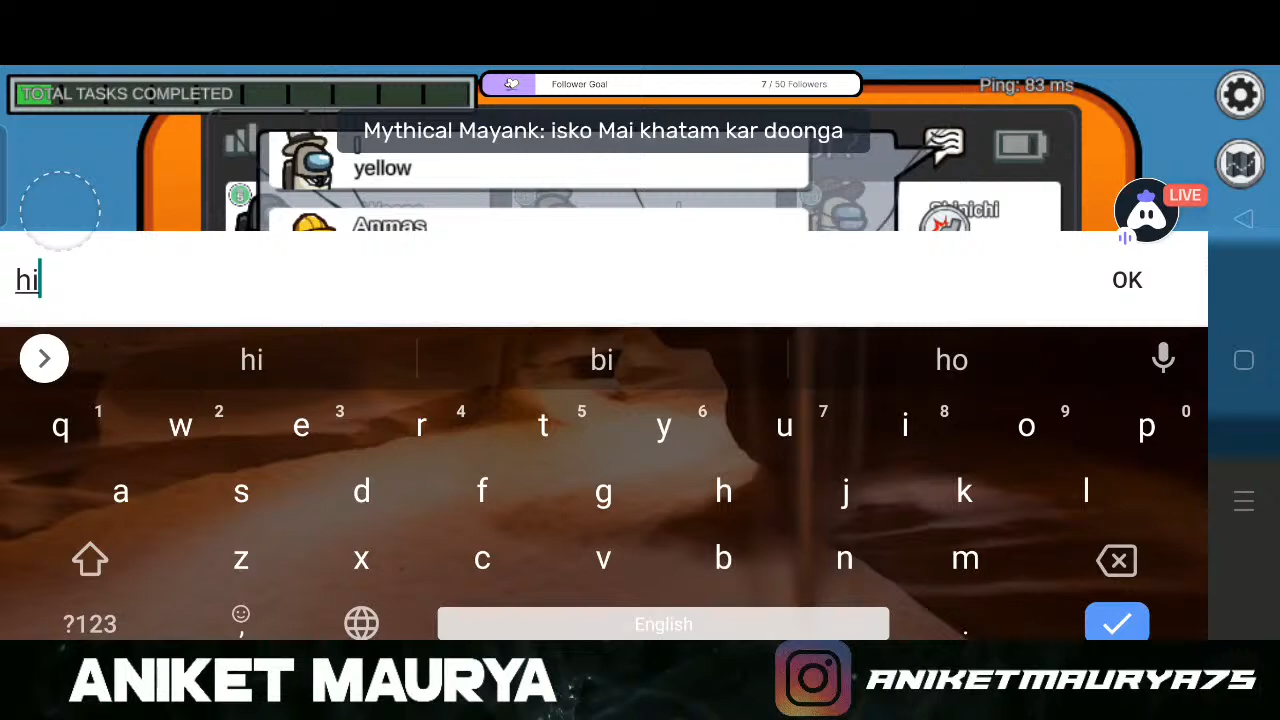 TOTAL TASKS COMPLETED
Follower Goal
7 / 50 Followers
Ping: 83 ms
Mythical Mayank: isko Mai khatam kar doonga
yellow
Anmas
LIVE
hi
OK
hi bi ho
q 1 w 2 e 3 r 4 t 5 y 6 u 7 i 8 o 9 p 0
a s d f g h j k l
z x c v b n m
?123 , English .
ANIKET MAURYA
ANIKETMAURYA75